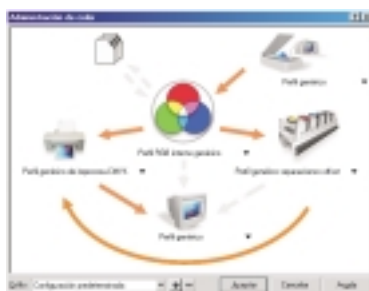 Administración de color
Perfil genérico
Perfil RGB interno genérico
Perfil genérico de impresora CMYK
Perfil genérico separaciones offset
Perfil genérico
Estilo: Configuración predeterminada
+ − Aceptar Cancelar Ayuda